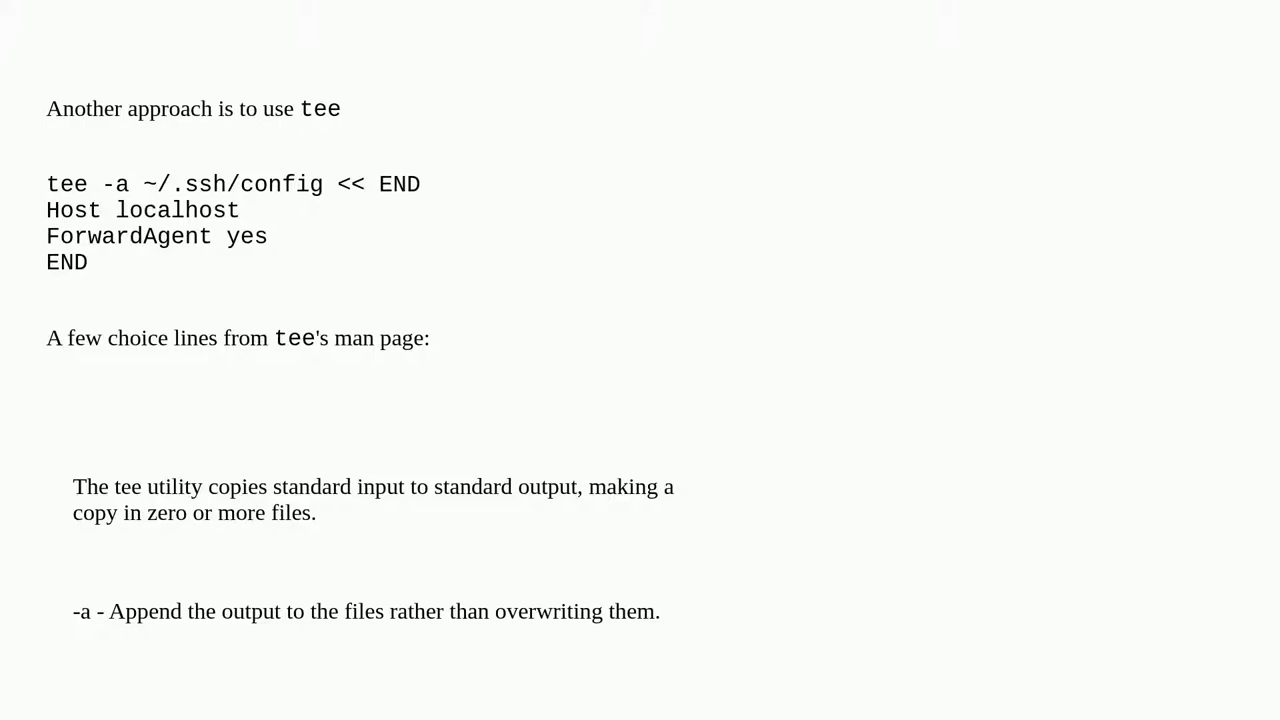 Another approach is to use tee
tee -a ~/.ssh/config << END
Host localhost
ForwardAgent yes
END
A few choice lines from tee's man page:
The tee utility copies standard input to standard output, making a
copy in zero or more files.
-a - Append the output to the files rather than overwriting them.